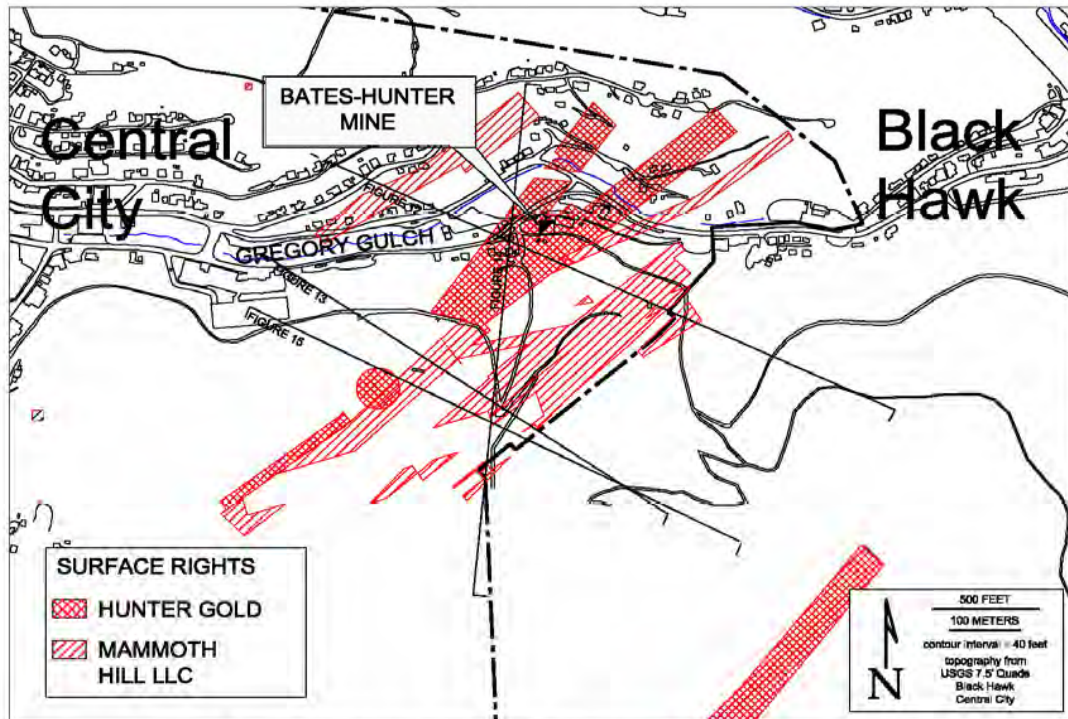 BATES-HUNTER
MINE
Central
City
Black
Hawk
GREGORY GULCH
FIGURE 12
FIGURE
FIGURE 13
FIGURE 15
SURFACE RIGHTS
HUNTER GOLD
MAMMOTH
HILL LLC
500 FEET
100 METERS
contour interval = 40 feet
topography from
USGS 7.5' Quads
Black Hawk
Central City
N